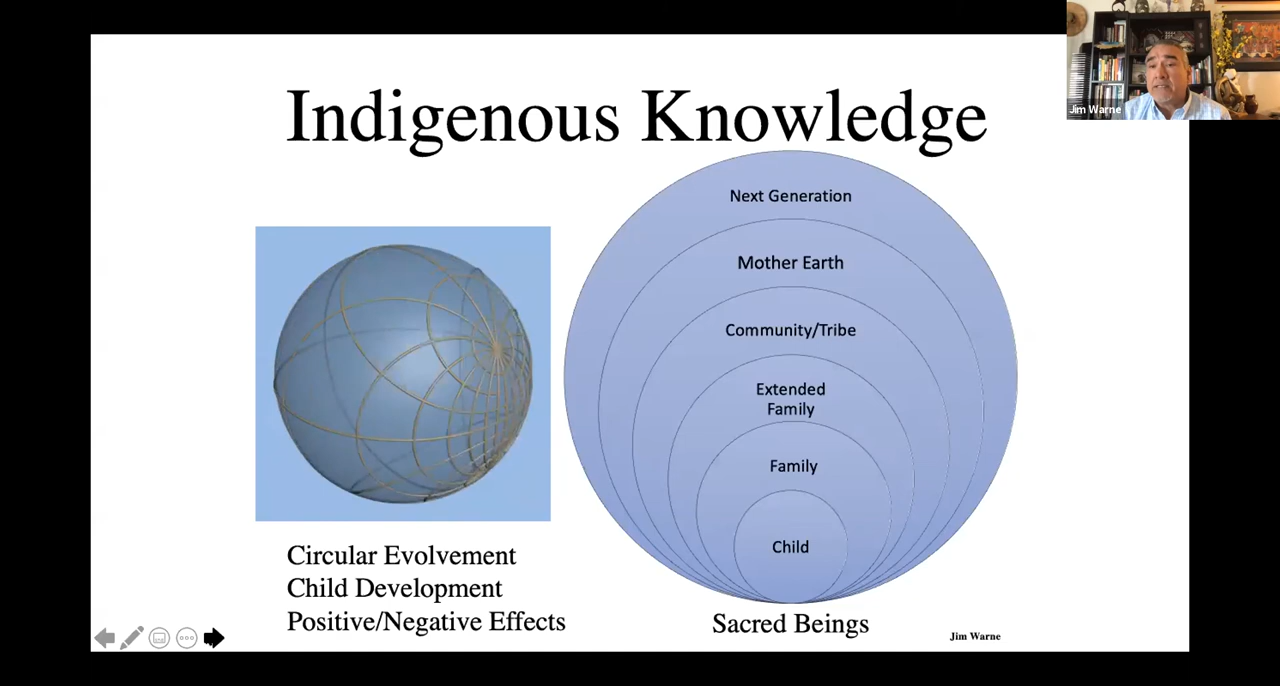 Indigenous Knowledge
Jim Warne
Next Generation
Mother Earth
Community/Tribe
Extended
Family
Family
Child
Circular Evolvement
Child Development
Positive/Negative Effects
Sacred Beings
Jim Warne